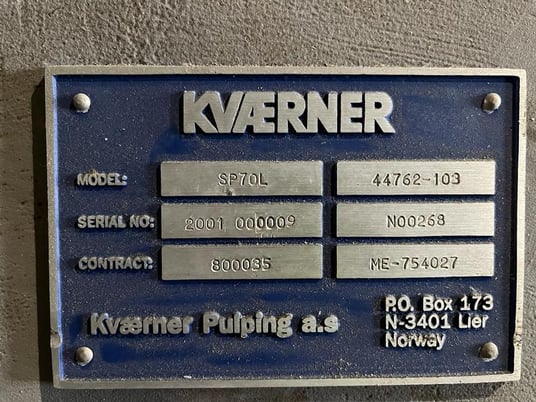 KVÆRNER
MODEL: SP70L 44762-103
SERIAL NO: 2001 000009 N00268
CONTRACT: 800035 ME-754027
Kværner Pulping a.s
P.O. Box 173
N-3401 Lier
Norway